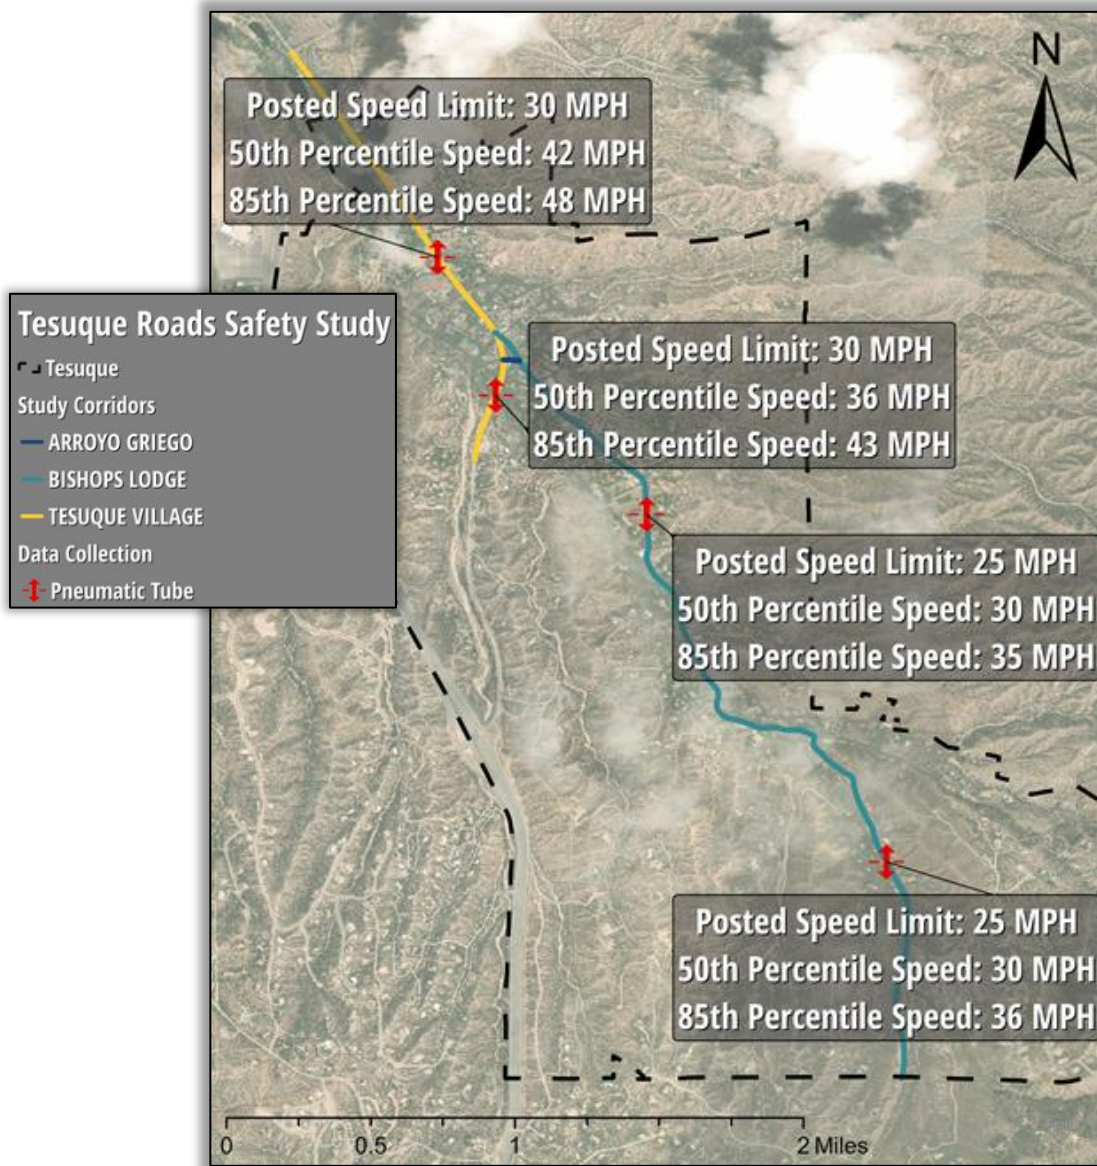 N
Posted Speed Limit: 30 MPH
50th Percentile Speed: 42 MPH
85th Percentile Speed: 48 MPH
Tesuque Roads Safety Study
Tesuque
Study Corridors
ARROYO GRIEGO
BISHOPS LODGE
TESUQUE VILLAGE
Data Collection
Pneumatic Tube
Posted Speed Limit: 30 MPH
50th Percentile Speed: 36 MPH
85th Percentile Speed: 43 MPH
Posted Speed Limit: 25 MPH
50th Percentile Speed: 30 MPH
85th Percentile Speed: 35 MPH
Posted Speed Limit: 25 MPH
50th Percentile Speed: 30 MPH
85th Percentile Speed: 36 MPH
0 0.5 1 2 Miles